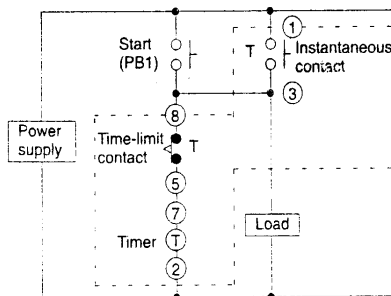 1
Start
(PB1)
T
Instantaneous
contact
3
8
Power
supply
Time-limit
contact
T
5
7
Timer
T
Load
2